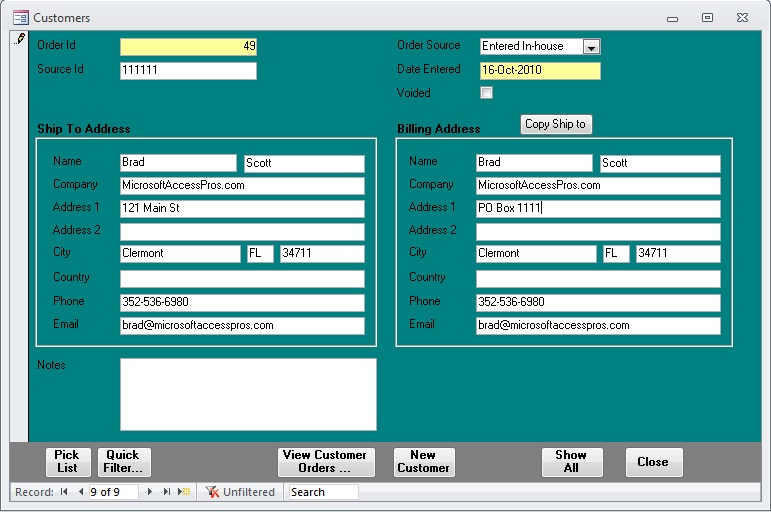 Customers
Order Id 49 Order Source Entered In-house
Source Id 111111 Date Entered 16-Oct-2010
Voided
Ship To Address Billing Address Copy Ship to
Name Brad Scott Name Brad Scott
Company MicrosoftAccessPros.com Company MicrosoftAccessPros.com
Address 1 121 Main St Address 1 PO Box 1111
Address 2 Address 2
City Clermont FL 34711 City Clermont FL 34711
Country Country
Phone 352-536-6980 Phone 352-536-6980
Email brad@microsoftaccesspros.com Email brad@microsoftaccesspros.com
Notes
Pick List Quick Filter... View Customer Orders ... New Customer Show All Close
Record: 9 of 9 Unfiltered Search